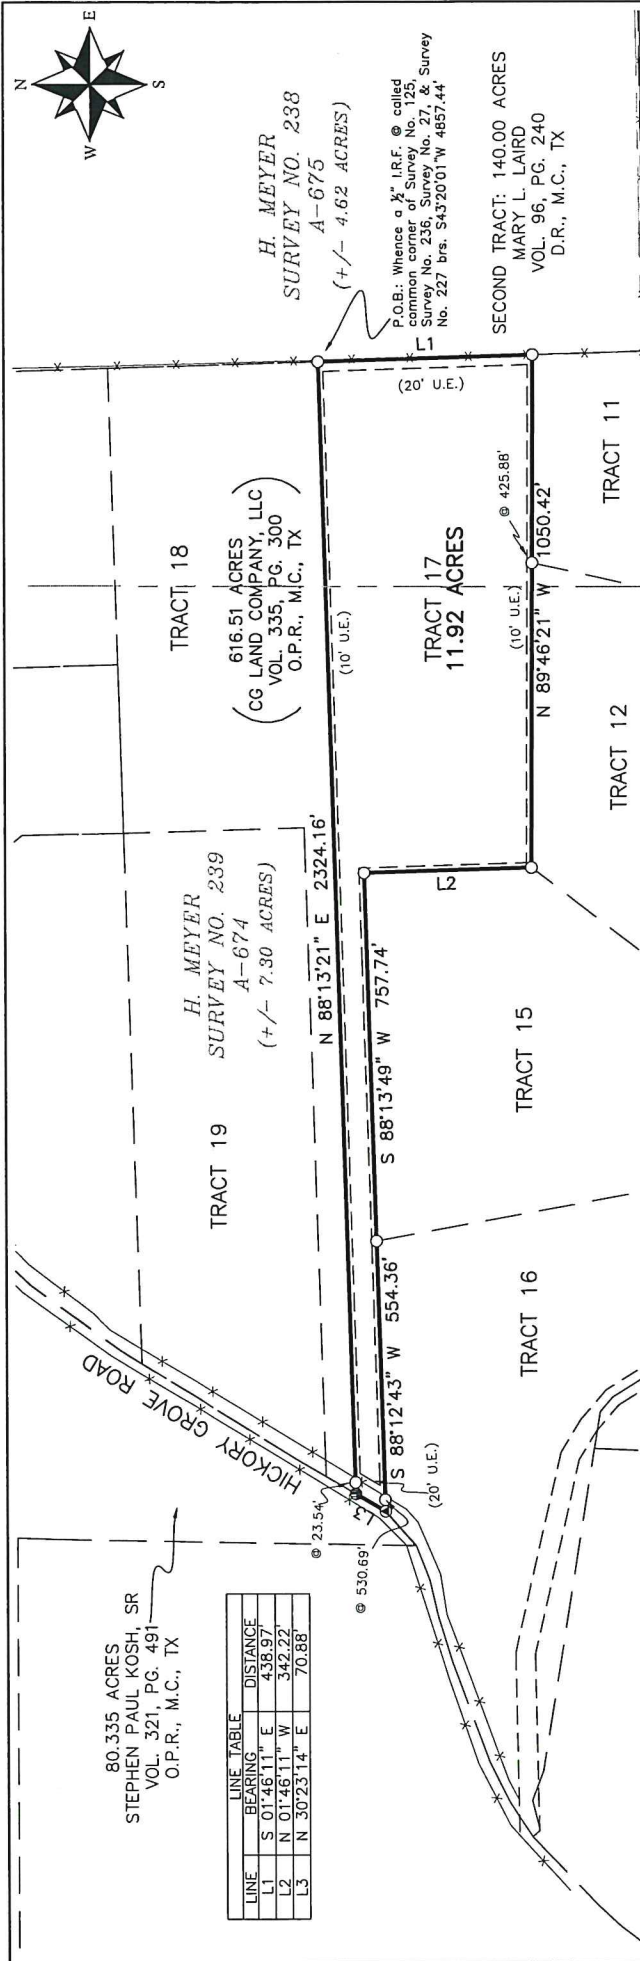 N
E
S
W
H. MEYER
SURVEY NO. 238
A-675
(+/- 4.62 ACRES)
P.O.B.: Whence a ½" I.R.F. @ called
common corner of Survey No. 125,
Survey No. 236, Survey No. 27, & Survey
No. 227 brs. S43°20'01"W 4857.44'
SECOND TRACT: 140.00 ACRES
MARY L. LAIRD
VOL. 96, PG. 240
D.R., M.C., TX
TRACT 18
616.51 ACRES
CG LAND COMPANY, LLC
VOL. 335, PG. 300
O.P.R., M.C., TX
(10' U.E.)
L1
(20' U.E.)
TRACT 17
11.92 ACRES
@ 425.88'
(10' U.E.)
N 89°46'21" W 1050.42'
TRACT 11
TRACT 12
H. MEYER
SURVEY NO. 239
A-674
(+/- 7.30 ACRES)
N 88°13'21" E 2324.16'
L2
TRACT 19
S 88°13'49" W 757.74'
TRACT 15
HICKORY GROVE ROAD
S 88°12'43" W 554.36'
TRACT 16
(20' U.E.)
@ 23.54'
L3
@ 530.69'
80.335 ACRES
STEPHEN PAUL KOSH, SR
VOL. 321, PG. 491
O.P.R., M.C., TX
LINE TABLE
LINE BEARING DISTANCE
L1 S 01°46'11" E 438.97'
L2 N 01°46'11" W 342.22'
L3 N 30°23'14" E 70.88'